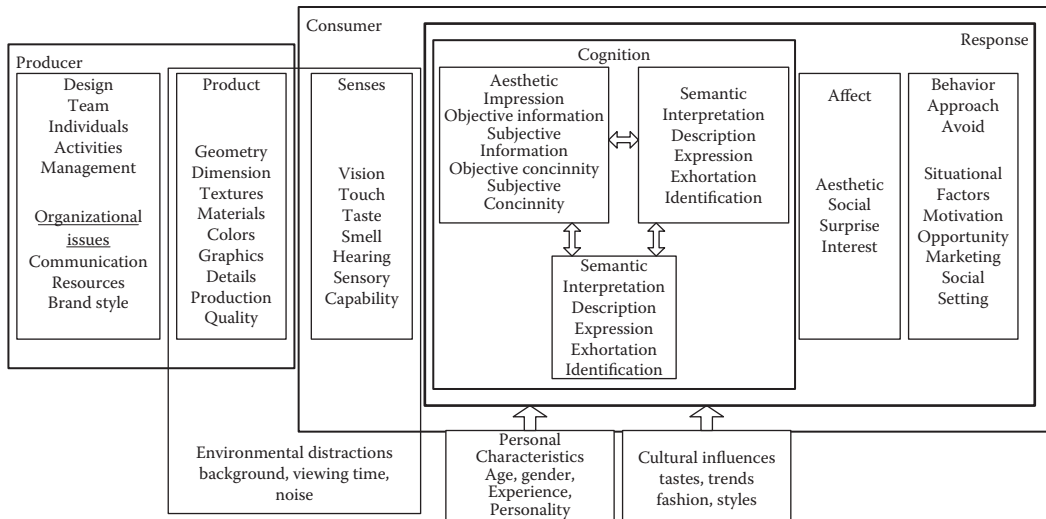 Consumer
Response
Producer
Design
Team
Individuals
Activities
Management
Organizational
issues
Communication
Resources
Brand style
Product
Geometry
Dimension
Textures
Materials
Colors
Graphics
Details
Production
Quality
Senses
Vision
Touch
Taste
Smell
Hearing
Sensory
Capability
Cognition
Aesthetic
Impression
Objective information
Subjective
Information
Objective concinnity
Subjective
Concinnity
Semantic
Interpretation
Description
Expression
Exhortation
Identification
Semantic
Interpretation
Description
Expression
Exhortation
Identification
Affect
Aesthetic
Social
Surprise
Interest
Behavior
Approach
Avoid
Situational
Factors
Motivation
Opportunity
Marketing
Social
Setting
Environmental distractions
background, viewing time,
noise
Personal
Characteristics
Age, gender,
Experience,
Personality
Cultural influences
tastes, trends
fashion, styles